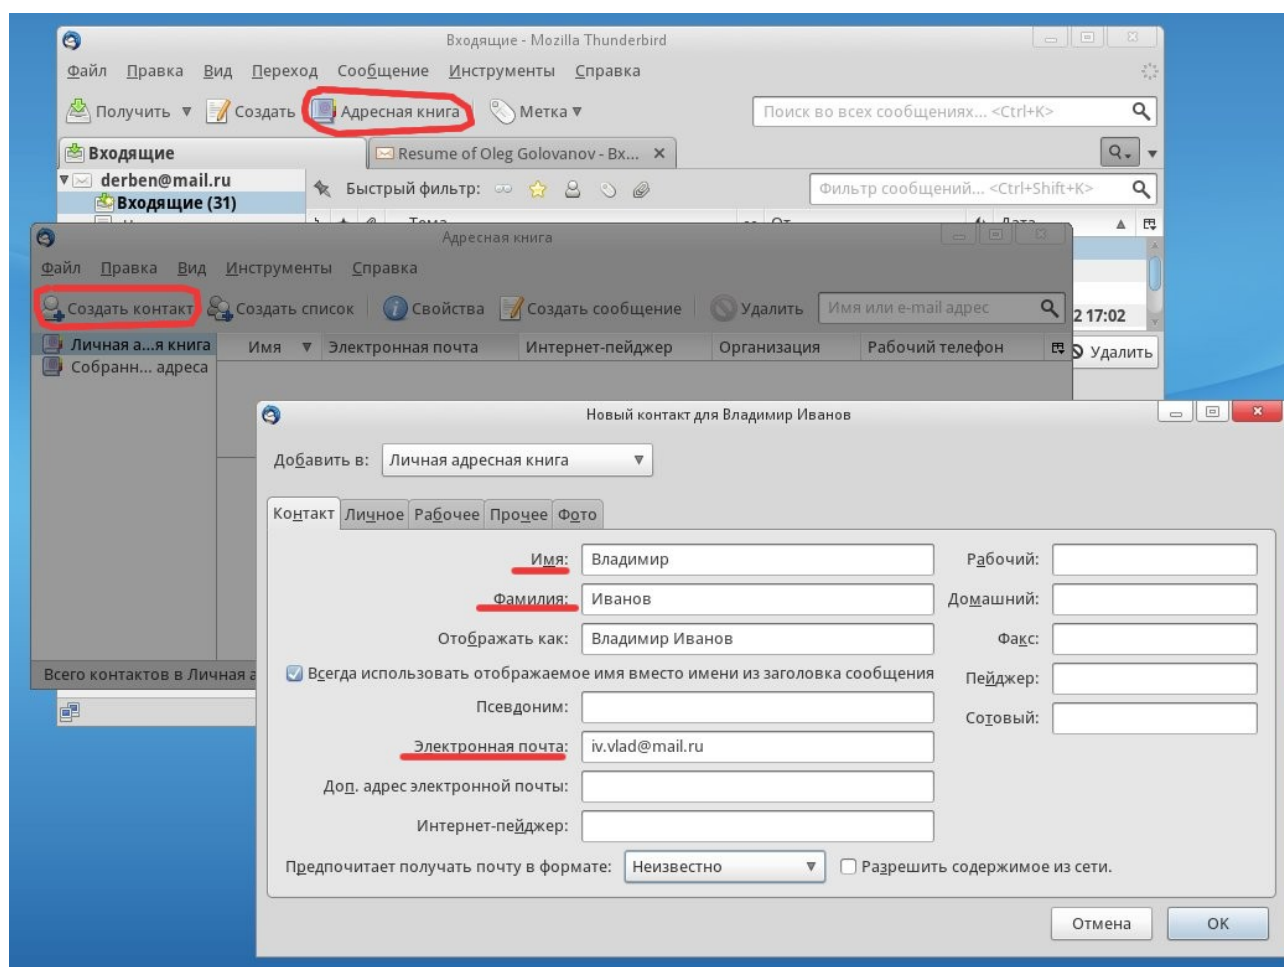 Входящие - Mozilla Thunderbird
Файл Правка Вид Переход Сообщение Инструменты Справка
Получить Создать Адресная книга Метка Поиск во всех сообщениях... <Ctrl+K>
Входящие Resume of Oleg Golovanov - Вх...
derben@mail.ru Быстрый фильтр: Фильтр сообщений... <Ctrl+Shift+K>
Входящие (31)
Тема От Дата
Адресная книга
Файл Правка Вид Инструменты Справка
Создать контакт Создать список Свойства Создать сообщение Удалить Имя или e-mail адрес
2 17:02
Личная а...я книга Имя Электронная почта Интернет-пейджер Организация Рабочий телефон Удалить
Собранн... адреса
Новый контакт для Владимир Иванов
Добавить в: Личная адресная книга
Контакт Личное Рабочее Прочее Фото
Имя: Владимир Рабочий:
Фамилия: Иванов Домашний:
Отображать как: Владимир Иванов Факс:
Всего контактов в Личная а
Всегда использовать отображаемое имя вместо имени из заголовка сообщения Пейджер:
Псевдоним: Сотовый:
Электронная почта: iv.vlad@mail.ru
Доп. адрес электронной почты:
Интернет-пейджер:
Предпочитает получать почту в формате: Неизвестно Разрешить содержимое из сети.
Отмена OK